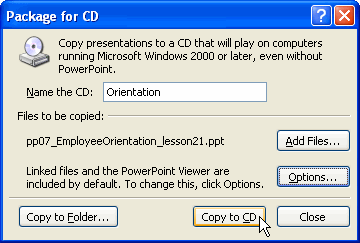 Package for CD
Copy presentations to a CD that will play on computers
running Microsoft Windows 2000 or later, even without
PowerPoint.
Name the CD: Orientation
Files to be copied:
pp07_EmployeeOrientation_lesson21.ppt Add Files...
Linked files and the PowerPoint Viewer are
included by default. To change this, click Options. Options...
Copy to Folder... Copy to CD Close